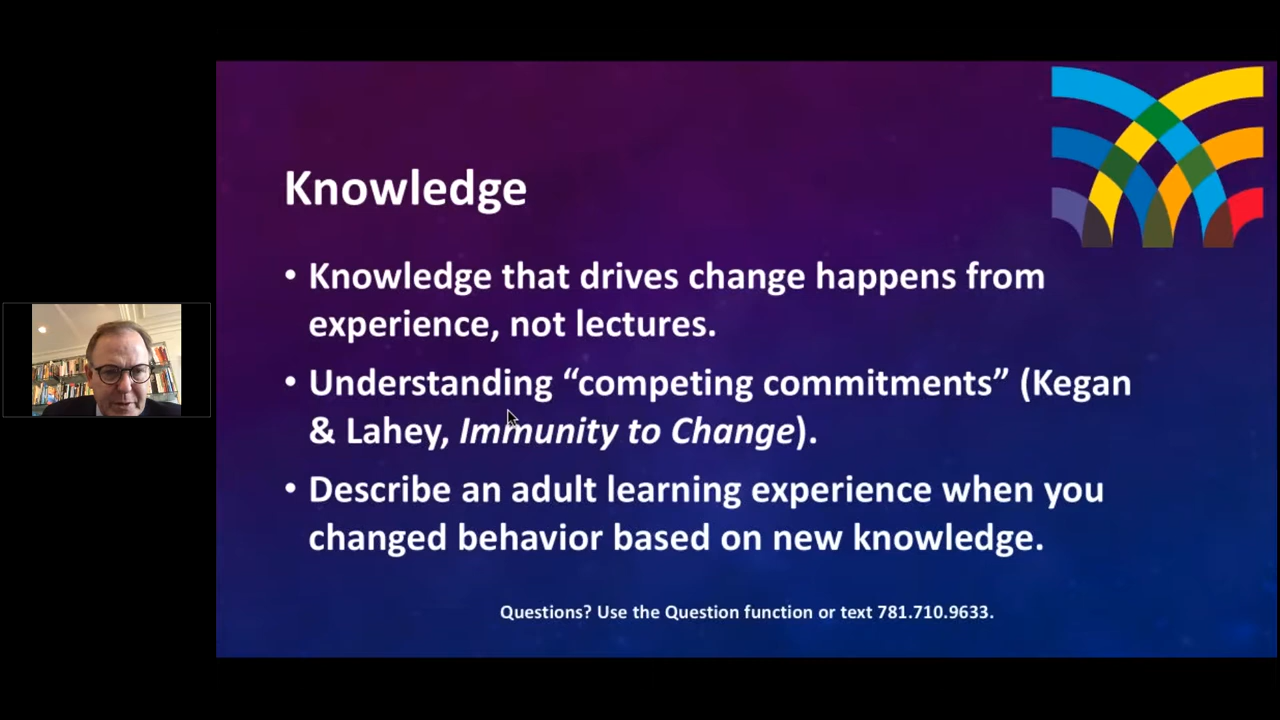 Knowledge
• Knowledge that drives change happens from
experience, not lectures.
• Understanding “competing commitments” (Kegan
& Lahey, Immunity to Change).
• Describe an adult learning experience when you
changed behavior based on new knowledge.
Questions? Use the Question function or text 781.710.9633.